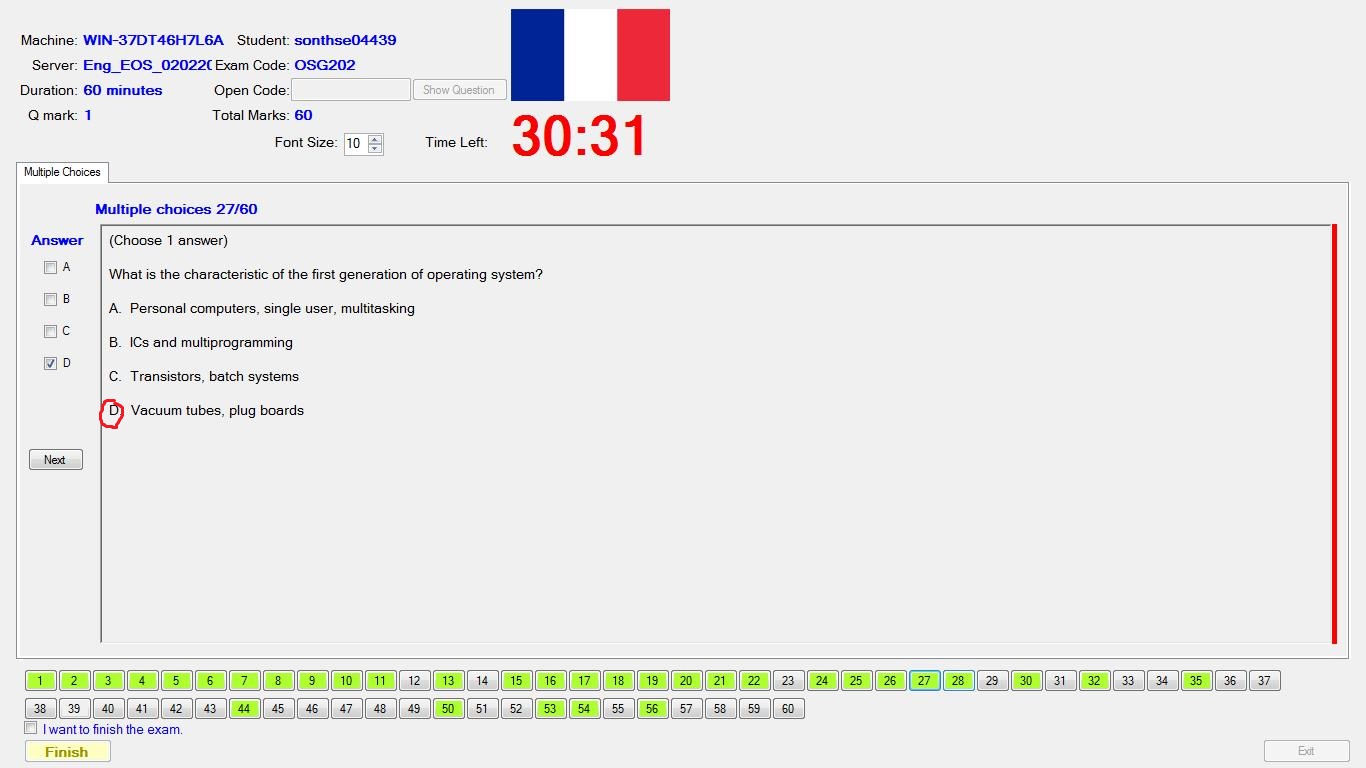 Machine: WIN-37DT46H7L6A Student: sonthse04439
Server: Eng_EOS_020220 Exam Code: OSG202
Duration: 60 minutes Open Code: Show Question
Q mark: 1 Total Marks: 60
Font Size: 10 Time Left: 30:31
Multiple Choices
Multiple choices 27/60
Answer
A
B
C
D
Next
(Choose 1 answer)
What is the characteristic of the first generation of operating system?
A. Personal computers, single user, multitasking
B. ICs and multiprogramming
C. Transistors, batch systems
D. Vacuum tubes, plug boards
1 2 3 4 5 6 7 8 9 10 11 12 13 14 15 16 17 18 19 20 21 22 23 24 25 26 27 28 29 30 31 32 33 34 35 36 37
38 39 40 41 42 43 44 45 46 47 48 49 50 51 52 53 54 55 56 57 58 59 60
I want to finish the exam.
Finish Exit